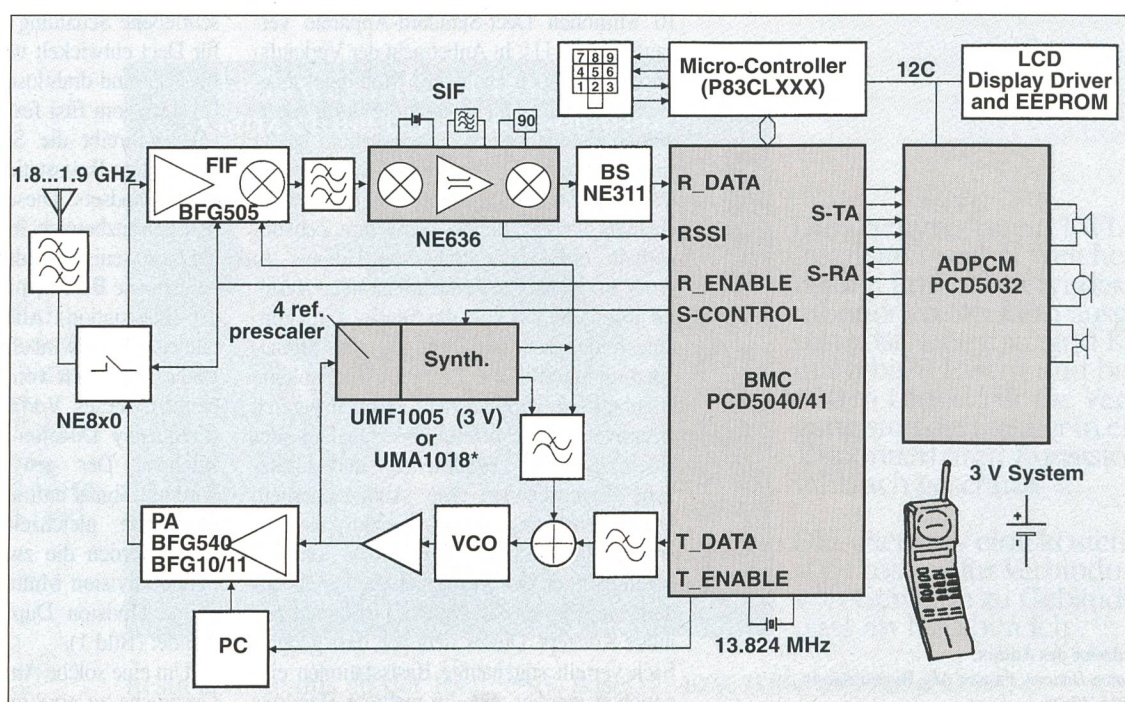 7 8 9
4 5 6
1 2 3
Micro-Controller
(P83CLXXX)
12C
LCD
Display Driver
and EEPROM
SIF
90
1.8...1.9 GHz
FIF
BFG505
NE636
BS
NE311
R_DATA
RSSI
R_ENABLE
S-CONTROL
S-TA
S-RA
ADPCM
PCD5032
BMC
PCD5040/41
4 ref.
prescaler
Synth.
UMF1005 (3 V)
or
UMA1018*
NE8x0
3 V System
+
PA
BFG540
BFG10/11
VCO
T_DATA
T_ENABLE
PC
13.824 MHz